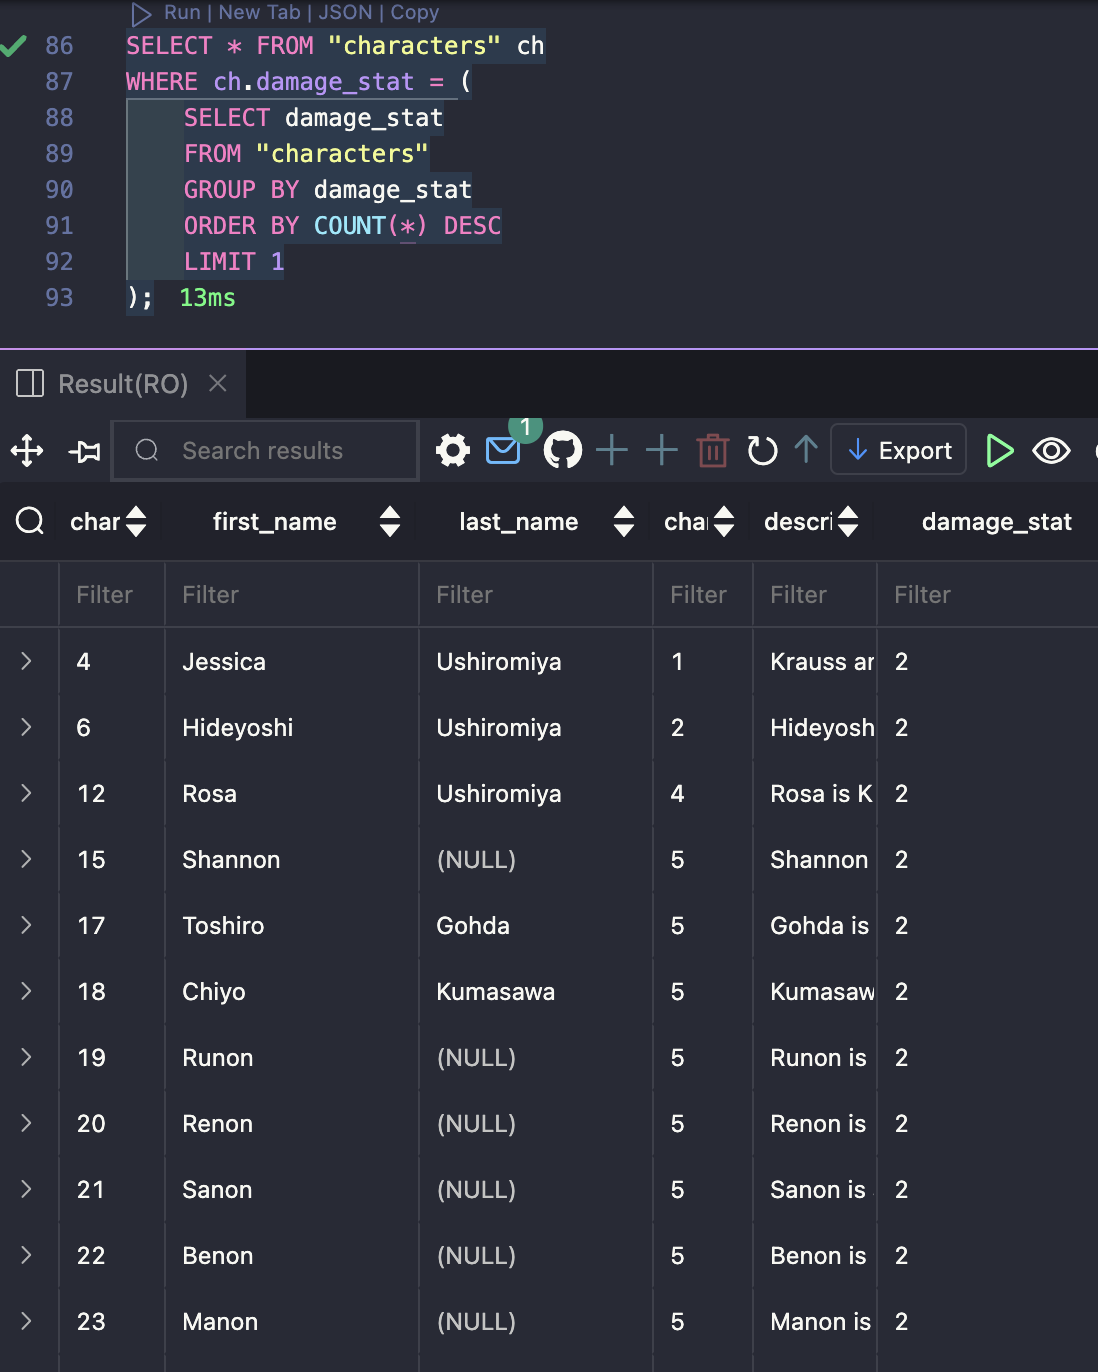 Run | New Tab | JSON | Copy
86 SELECT * FROM "characters" ch
87 WHERE ch.damage_stat = (
88 SELECT damage_stat
89 FROM "characters"
90 GROUP BY damage_stat
91 ORDER BY COUNT(*) DESC
92 LIMIT 1
93 ); 13ms
Result(RO)
Search results 1 Export
char first_name last_name cha descri damage_stat
Filter Filter Filter Filter Filter Filter
4 Jessica Ushiromiya 1 Krauss ar 2
6 Hideyoshi Ushiromiya 2 Hideyosh 2
12 Rosa Ushiromiya 4 Rosa is K 2
15 Shannon (NULL) 5 Shannon 2
17 Toshiro Gohda 5 Gohda is 2
18 Chiyo Kumasawa 5 Kumasaw 2
19 Runon (NULL) 5 Runon is 2
20 Renon (NULL) 5 Renon is 2
21 Sanon (NULL) 5 Sanon is 2
22 Benon (NULL) 5 Benon is 2
23 Manon (NULL) 5 Manon is 2